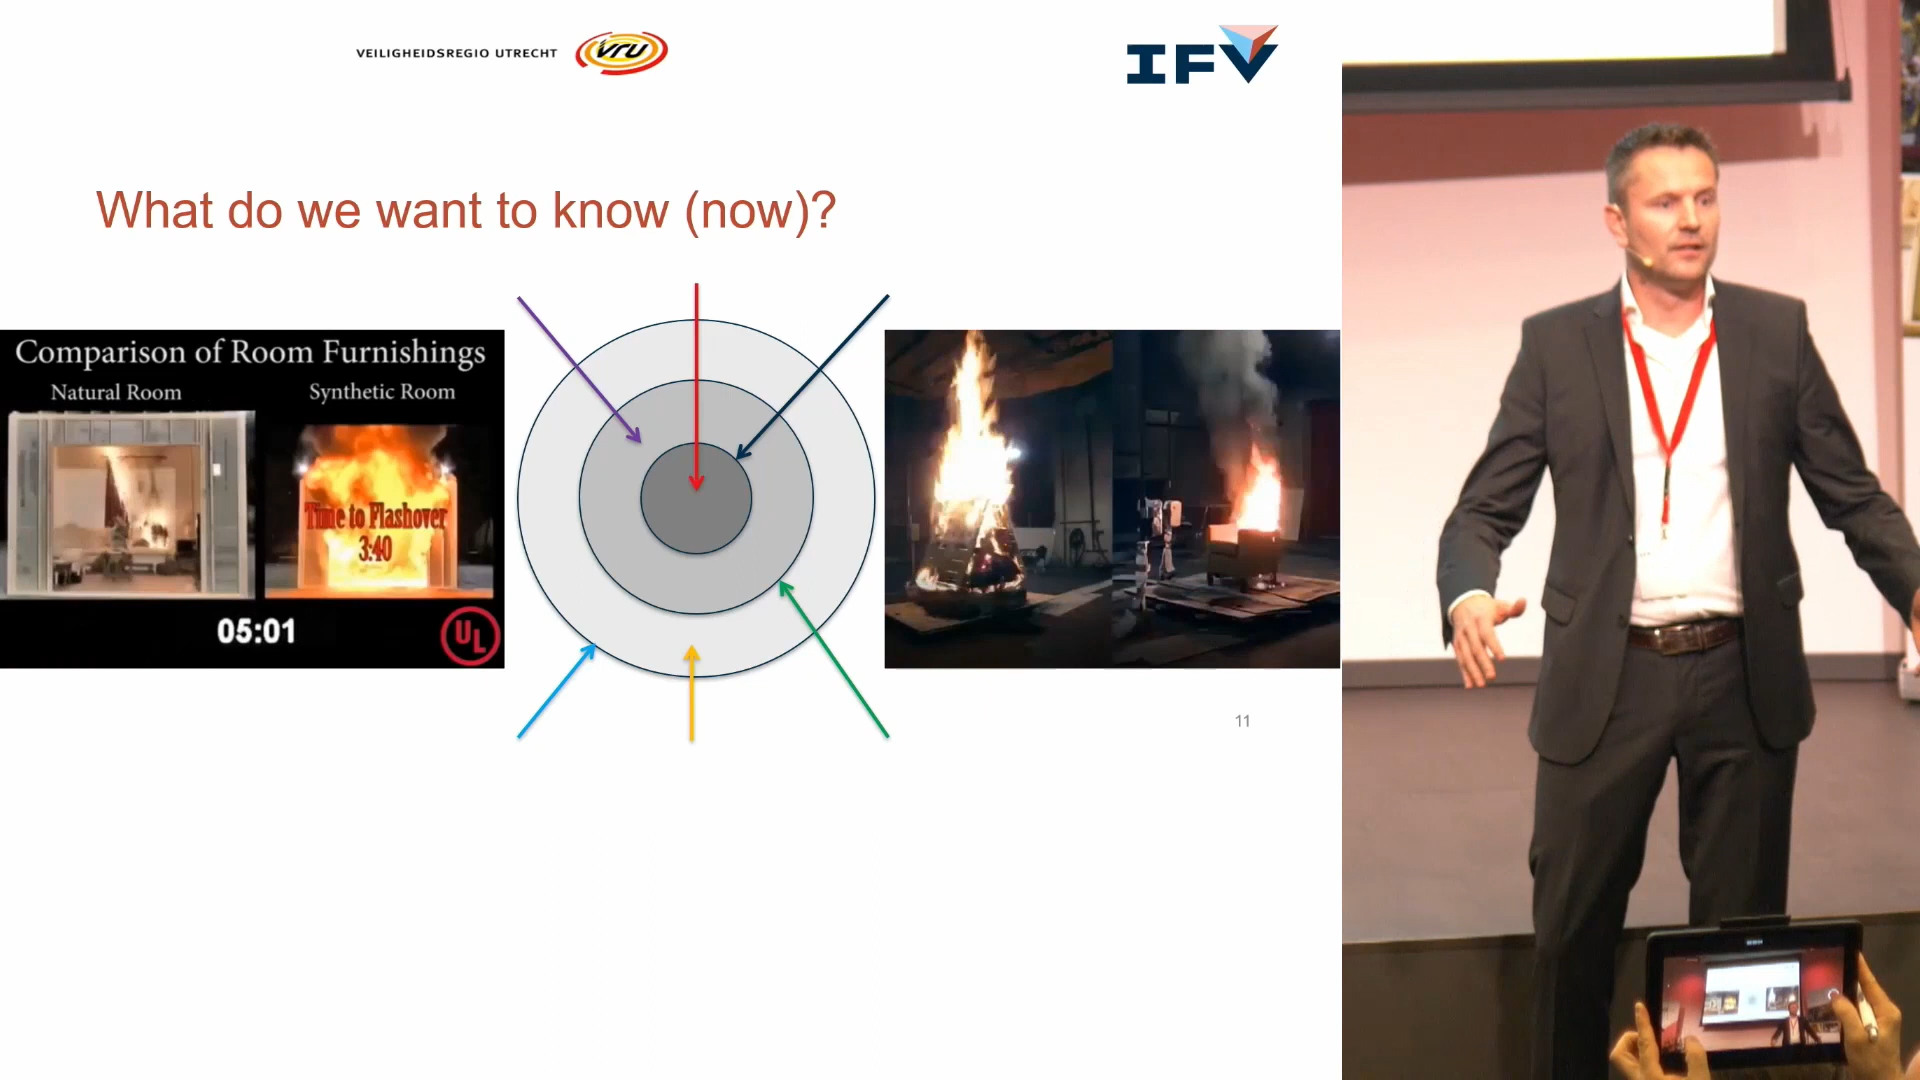 VEILIGHEIDSREGIO UTRECHT
vru
IFV
What do we want to know (now)?
Comparison of Room Furnishings
Natural Room
Synthetic Room
Time to Flashover
3:40
05:01
UL
11